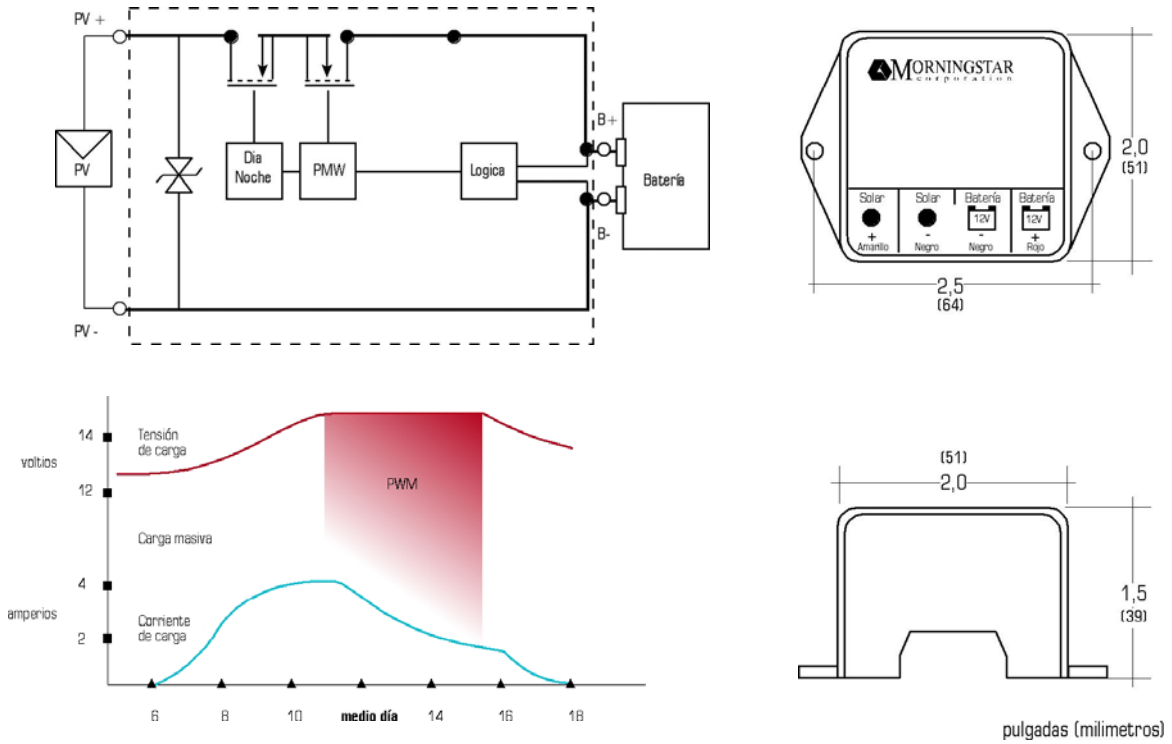 PV +
PV
PV -
Dia
Noche
PMW
Logica
B+
B-
Batería
MORNINGSTAR
corporation
Solar
+
Amarillo
Solar
-
Negro
Batería
12V
-
Negro
Batería
12V
+
Rojo
2,0
(51)
2,5
(64)
voltios
14
12
Tensión
de carga
PWM
Carga masiva
amperios
4
2
Corriente
de carga
6
8
10
medio día
14
16
18
(51)
2,0
1,5
(39)
pulgadas (milimetros)